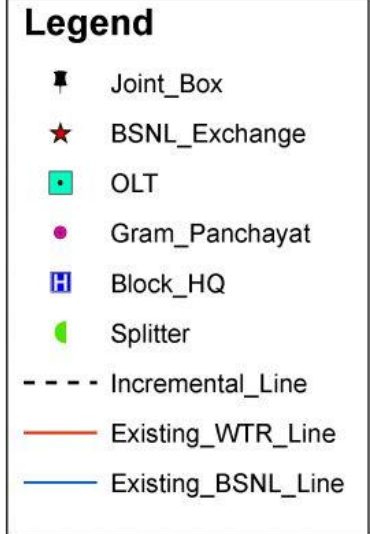 Legend
Joint_Box
BSNL_Exchange
OLT
Gram_Panchayat
H Block_HQ
Splitter
Incremental_Line
Existing_WTR_Line
Existing_BSNL_Line